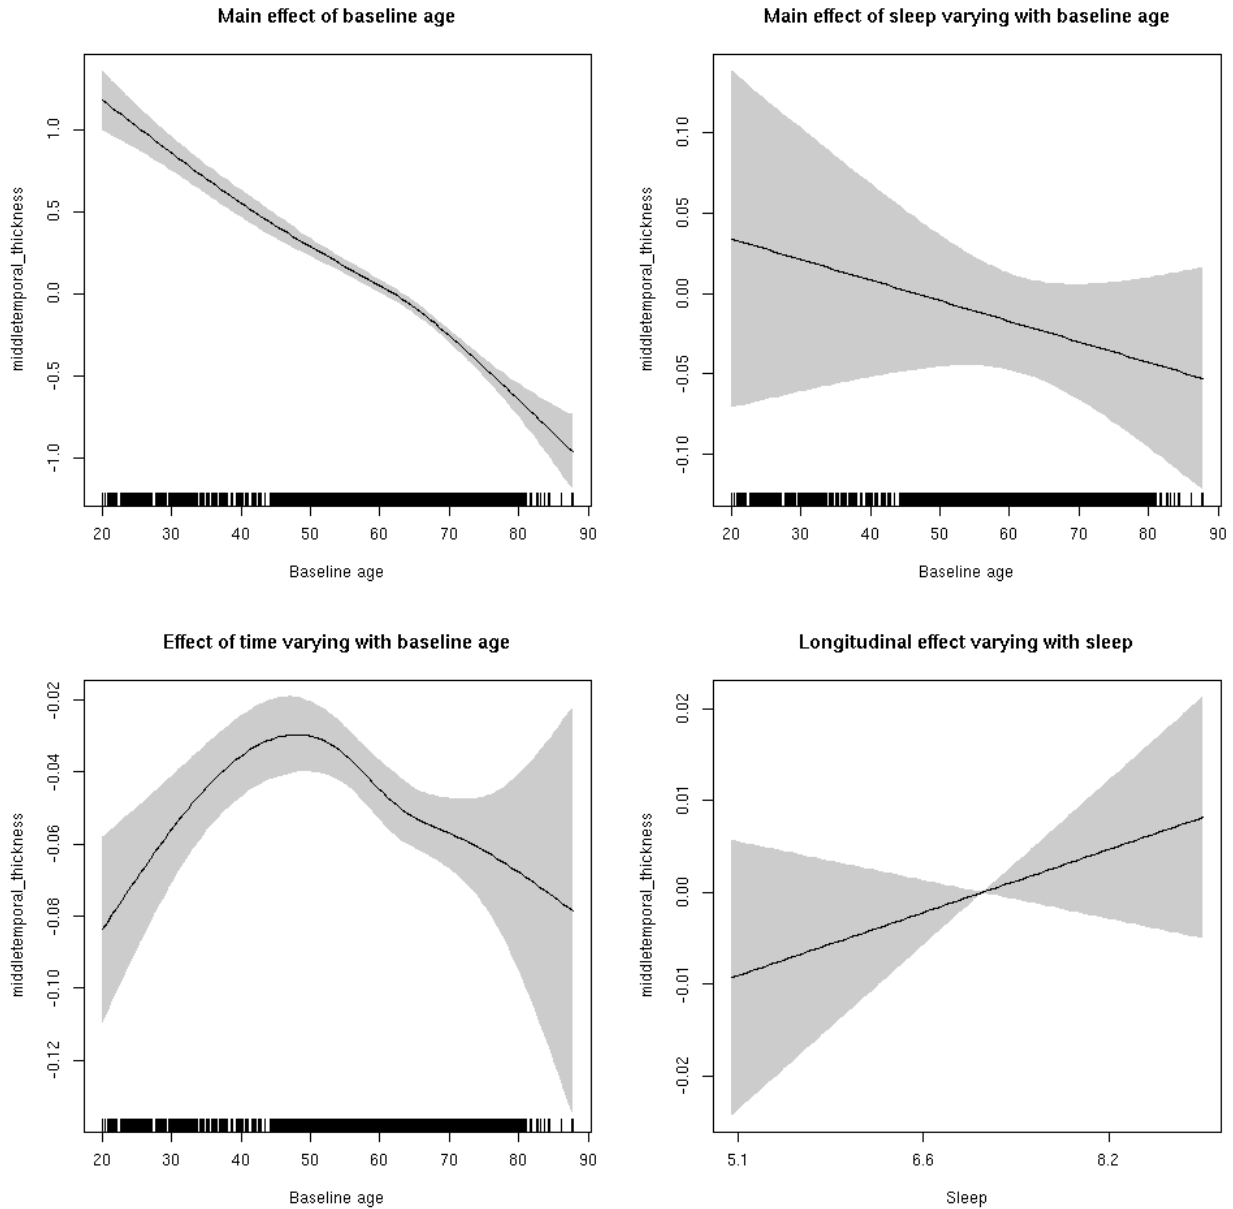 Main effect of baseline age
middletemporal_thickness
1.0
0.5
0.0
-0.5
-1.0
20 30 40 50 60 70 80 90
Baseline age
Main effect of sleep varying with baseline age
middletemporal_thickness
0.10
0.05
0.00
-0.05
-0.10
20 30 40 50 60 70 80 90
Baseline age
Effect of time varying with baseline age
middletemporal_thickness
-0.02
-0.04
-0.06
-0.08
-0.10
-0.12
20 30 40 50 60 70 80 90
Baseline age
Longitudinal effect varying with sleep
middletemporal_thickness
0.02
0.01
0.00
-0.01
-0.02
5.1 6.6 8.2
Sleep